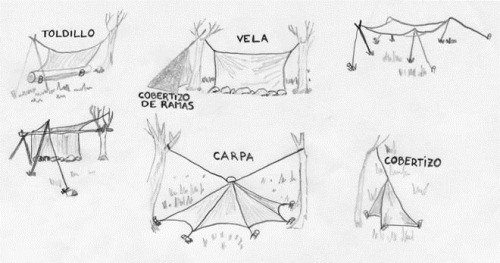 TOLDILLO
VELA
COBERTIZO
DE RAMAS
CARPA
COBERTIZO